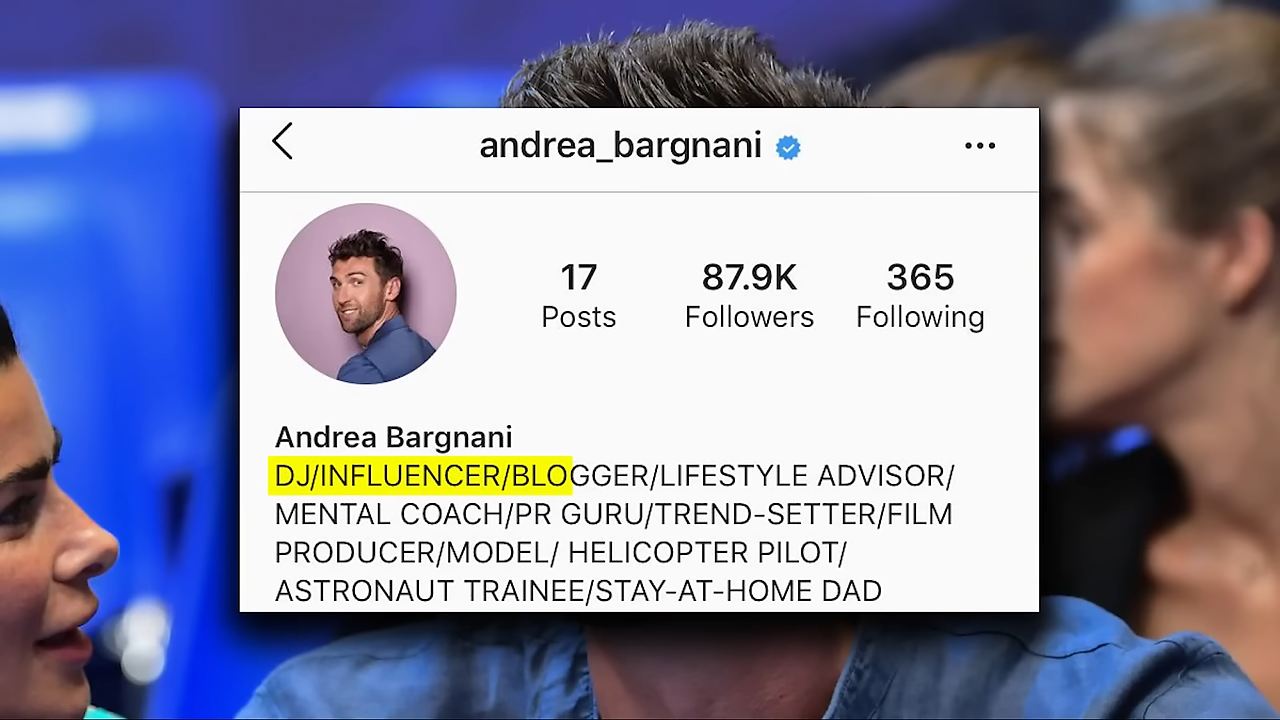 andrea_bargnani
17 87.9K 365
Posts Followers Following
Andrea Bargnani
DJ/INFLUENCER/BLOGGER/LIFESTYLE ADVISOR/
MENTAL COACH/PR GURU/TREND-SETTER/FILM
PRODUCER/MODEL/ HELICOPTER PILOT/
ASTRONAUT TRAINEE/STAY-AT-HOME DAD